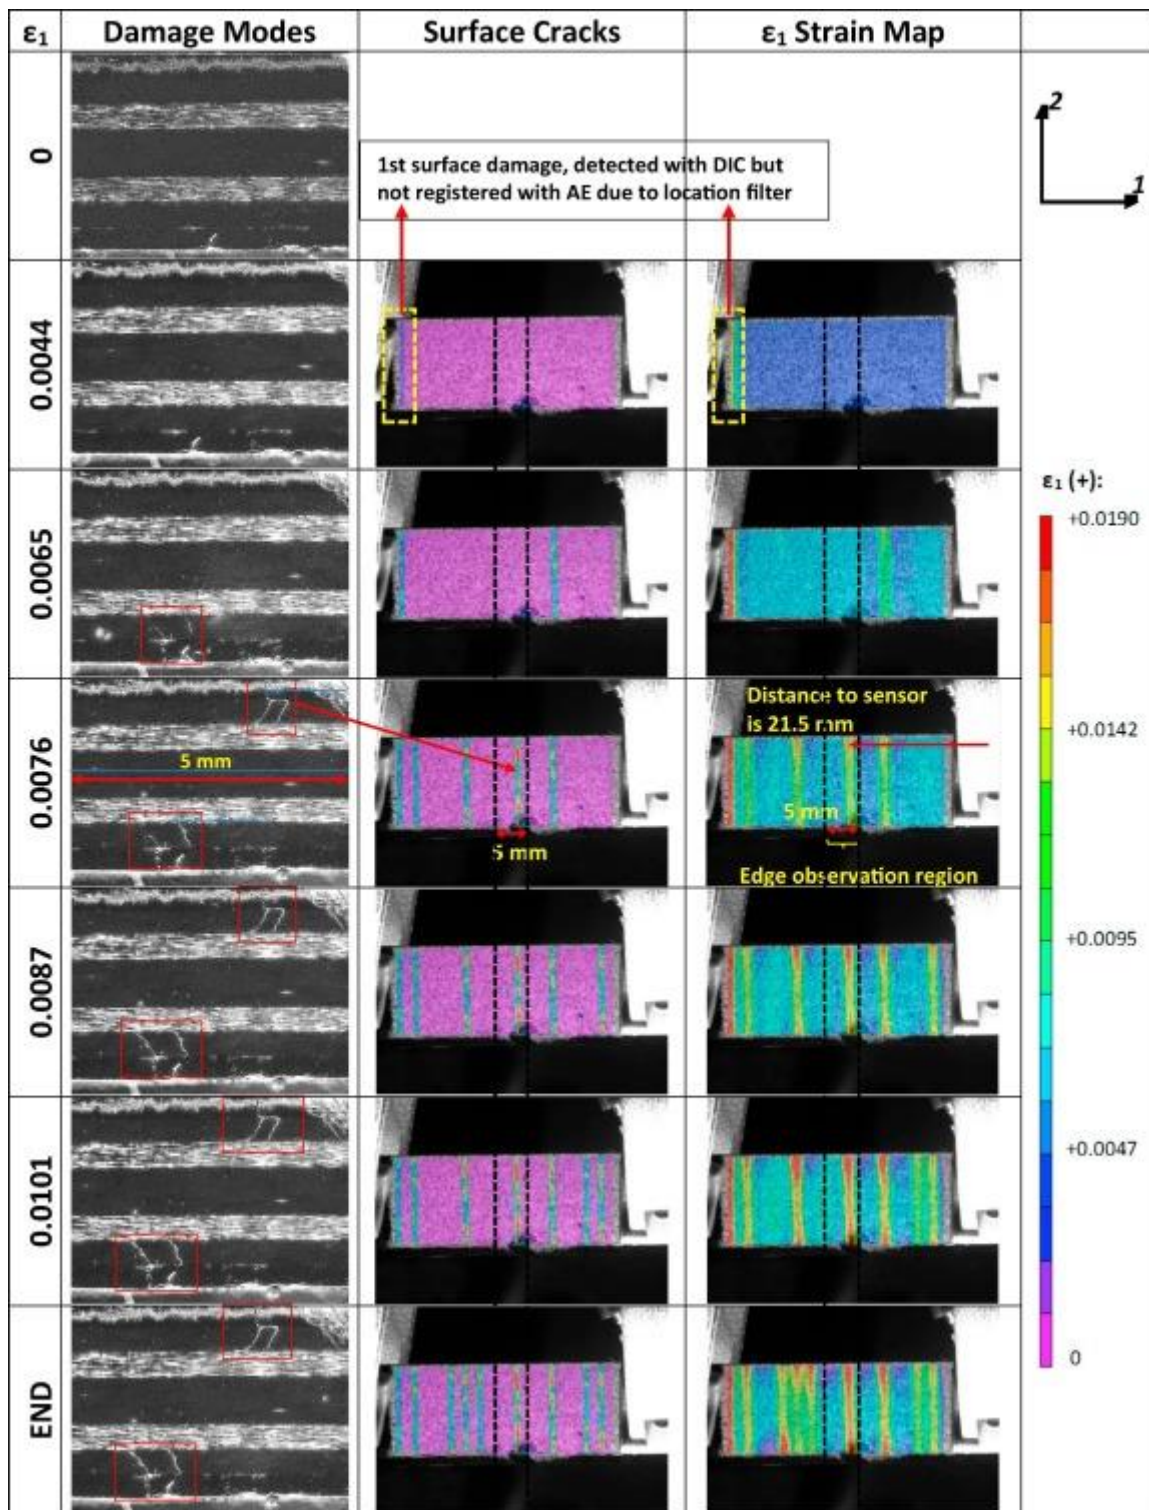 ε₁ Damage Modes Surface Cracks ε₁ Strain Map
0
1st surface damage, detected with DIC but
not registered with AE due to location filter
2
1
0.0044
0.0065
ε₁ (+):
+0.0190
0.0076
5 mm
5 mm
Distance to sensor
is 21.5 mm
5 mm
Edge observation region
+0.0142
0.0087
+0.0095
0.0101
+0.0047
END
0